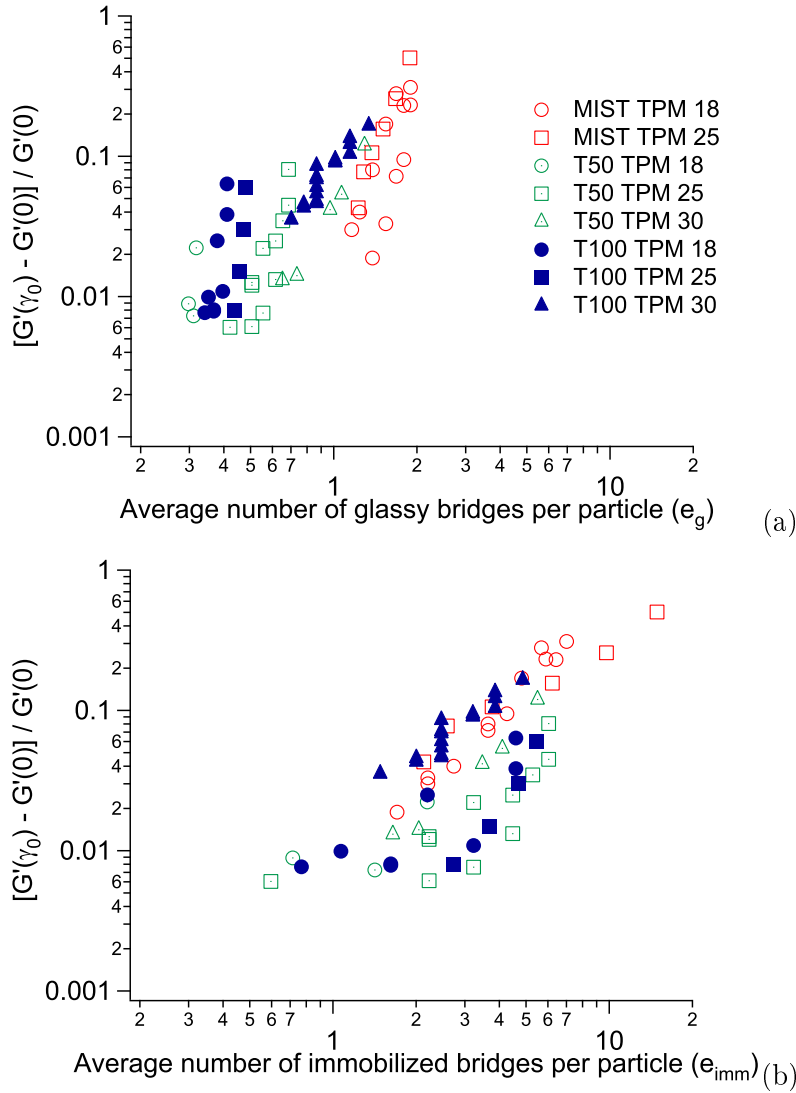 1
6
4
2
0.1
6
4
2
0.01
6
4
2
0.001
[G'(γ0) - G'(0)] / G'(0)
MIST TPM 18
MIST TPM 25
T50 TPM 18
T50 TPM 25
T50 TPM 30
T100 TPM 18
T100 TPM 25
T100 TPM 30
2 3 4 5 6 7 2 3 4 5 6 7 2
1 10
Average number of glassy bridges per particle (eg)
(a)
1
6
4
2
0.1
6
4
2
0.01
6
4
2
0.001
[G'(γ0) - G'(0)] / G'(0)
2 3 4 5 6 7 2 3 4 5 6 7 2
1 10
Average number of immobilized bridges per particle (eimm)
(b)